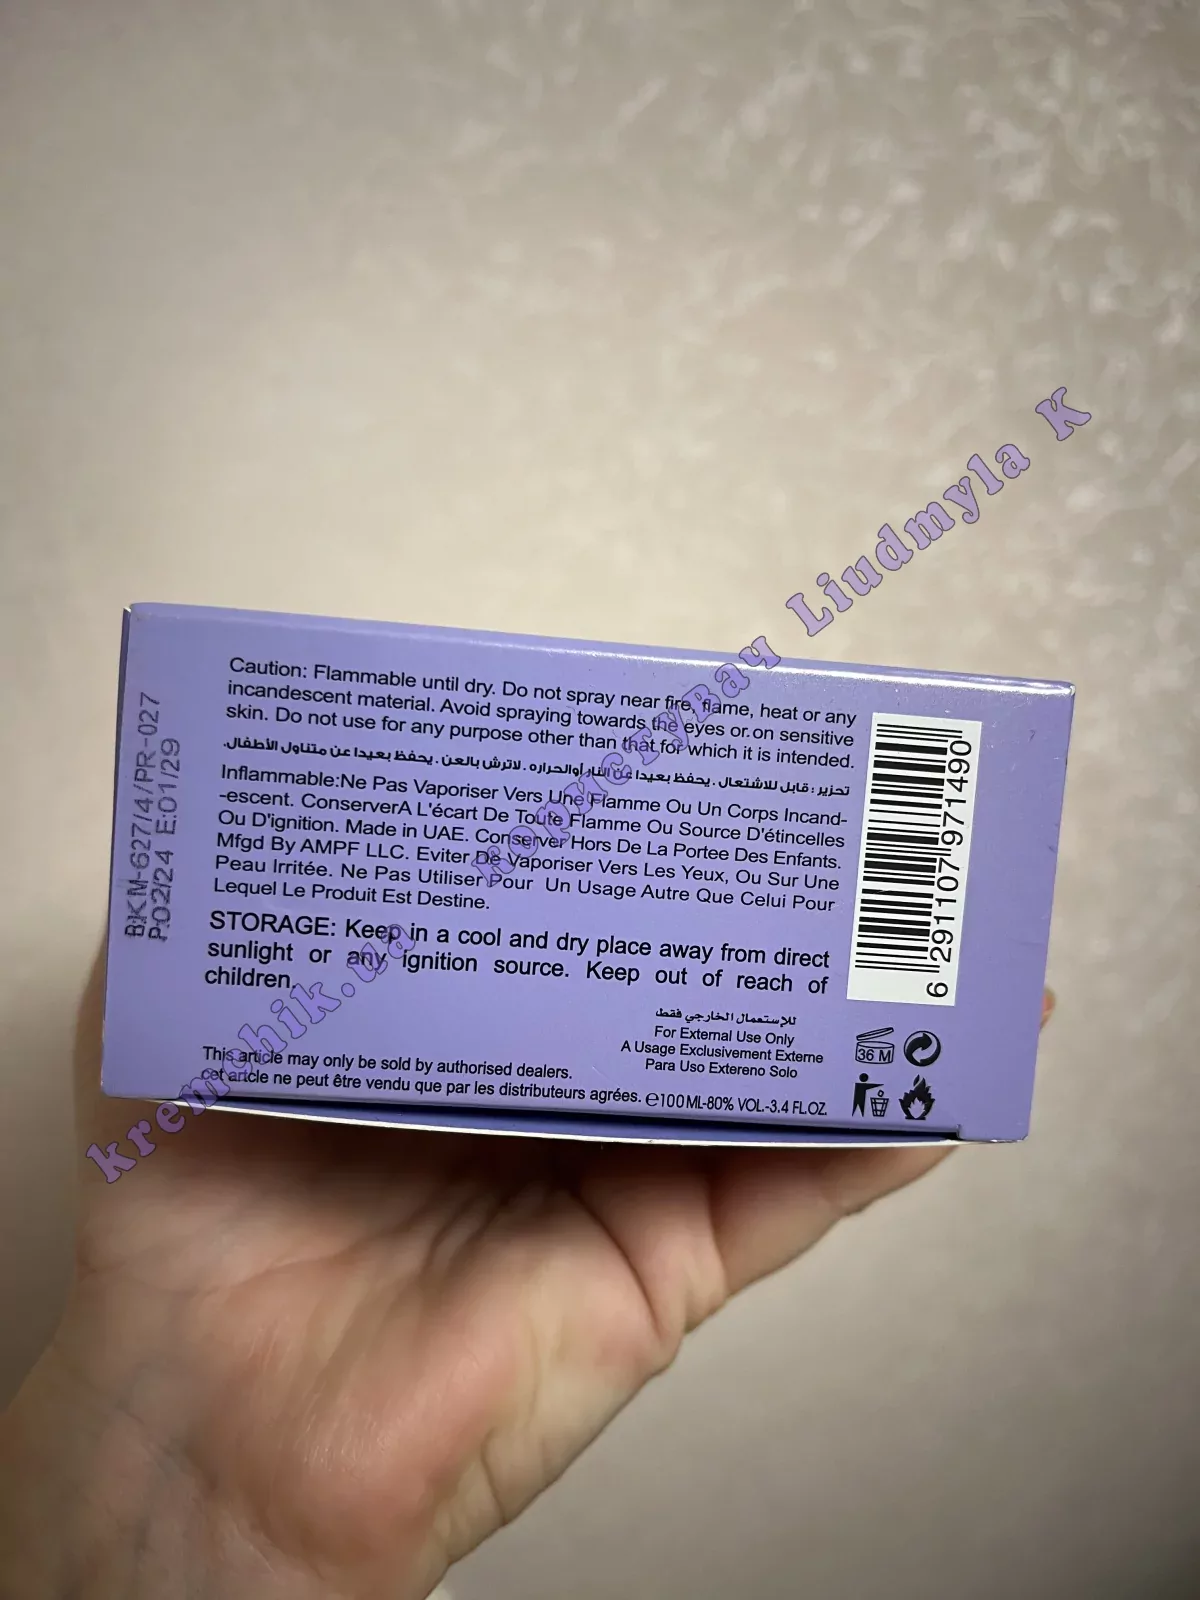 BKM-627/4/PR-027
P:02/24 E:01/29
Caution: Flammable until dry. Do not spray near fire, flame, heat or any
incandescent material. Avoid spraying towards the eyes or on sensitive
skin. Do not use for any purpose other than that for which it is intended.
تحزير : قابل للاشتعال . يحفظ بعيدا عن النار أوالحراره . لاترش بالعن . يحفظ بعيدا عن متناول الأطفال.
Inflammable:Ne Pas Vaporiser Vers Une Flamme Ou Un Corps Incand-
-escent. ConserverA L'écart De Toute Flamme Ou Source D'étincelles
Ou D'ignition. Made in UAE. Conserver Hors De La Portee Des Enfants.
Mfgd By AMPF LLC. Eviter De Vaporiser Vers Les Yeux, Ou Sur Une
Peau Irritée. Ne Pas Utiliser Pour Un Usage Autre Que Celui Pour
Lequel Le Produit Est Destine.
STORAGE: Keep in a cool and dry place away from direct
sunlight or any ignition source. Keep out of reach of
children.
للإستعمال الخارجي فقط
For External Use Only
A Usage Exclusivement Externe
Para Uso Extereno Solo
This article may only be sold by authorised dealers.
cet artcle ne peut être vendu que par les distributeurs agrées. ℮100ML-80% VOL.-3.4 FL.OZ.
6 291107 971490
36 M
kremchik.ua користувач Liudmyla K